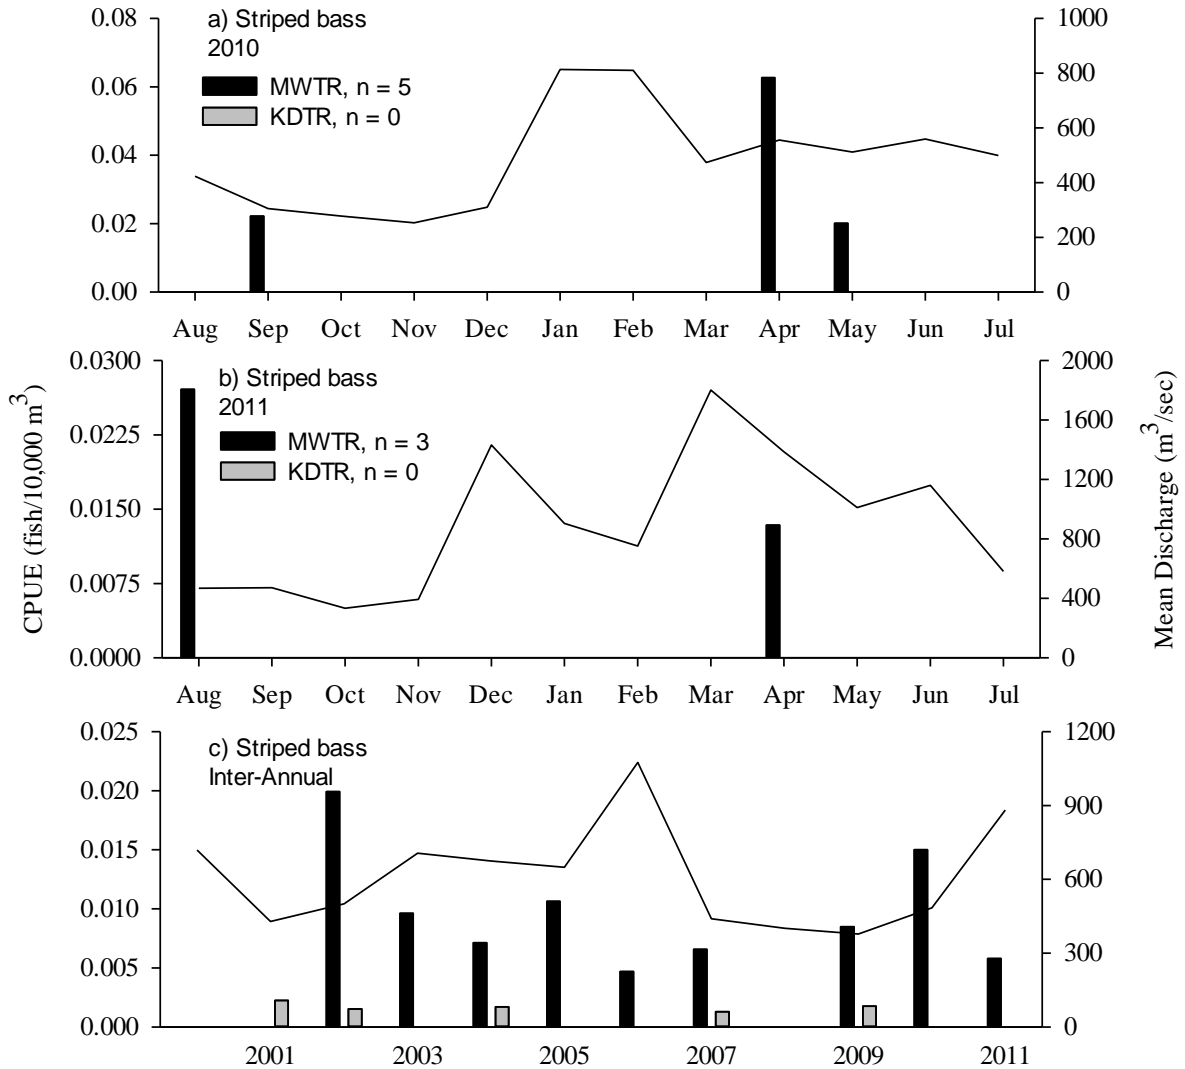 a) Striped bass
2010
MWTR, n = 5
KDTR, n = 0
0.08
0.06
0.04
0.02
0.00
1000
800
600
400
200
0
Aug Sep Oct Nov Dec Jan Feb Mar Apr May Jun Jul
CPUE (fish/10,000 m³)
Mean Discharge (m³/sec)
b) Striped bass
2011
MWTR, n = 3
KDTR, n = 0
0.0300
0.0225
0.0150
0.0075
0.0000
2000
1600
1200
800
400
0
Aug Sep Oct Nov Dec Jan Feb Mar Apr May Jun Jul
c) Striped bass
Inter-Annual
0.025
0.020
0.015
0.010
0.005
0.000
1200
900
600
300
0
2001 2003 2005 2007 2009 2011